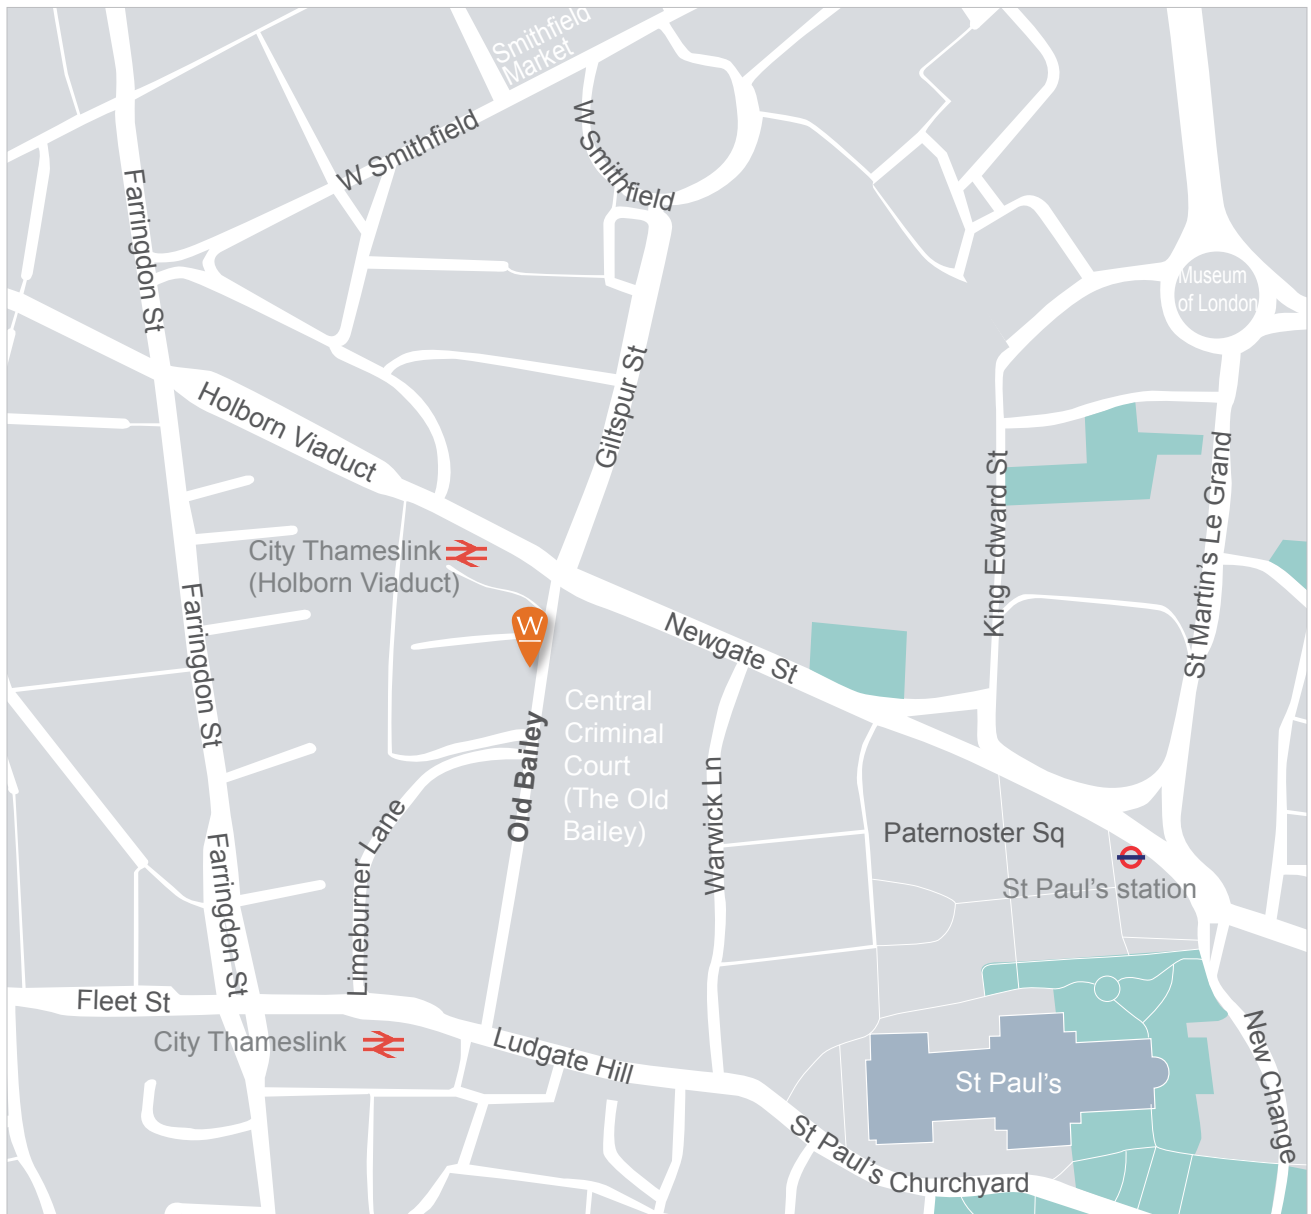 Smithfield
Market
W Smithfield
W Smithfield
Farringdon St
Museum
of London
Holborn Viaduct
Giltspur St
King Edward St
St Martin's Le Grand
City Thameslink
(Holborn Viaduct)
Farringdon St
W
Newgate St
Central
Criminal
Court
(The Old
Bailey)
Old Bailey
Warwick Ln
Limeburner Lane
Paternoster Sq
St Paul's station
Farringdon St
Fleet St
City Thameslink
Ludgate Hill
St Paul's
New Change
St Paul's Churchyard